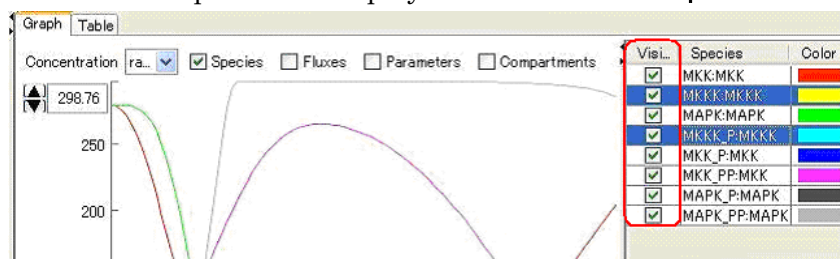 Graph Table
Concentration ra... Species Fluxes Parameters Compartments
298.76
250
200
Visi... Species Color
MKK:MKK
MKKK:MKKK
MAPK:MAPK
MKKK_P:MKKK
MKK_P:MKK
MKK_PP:MKK
MAPK_P:MAPK
MAPK_PP:MAPK